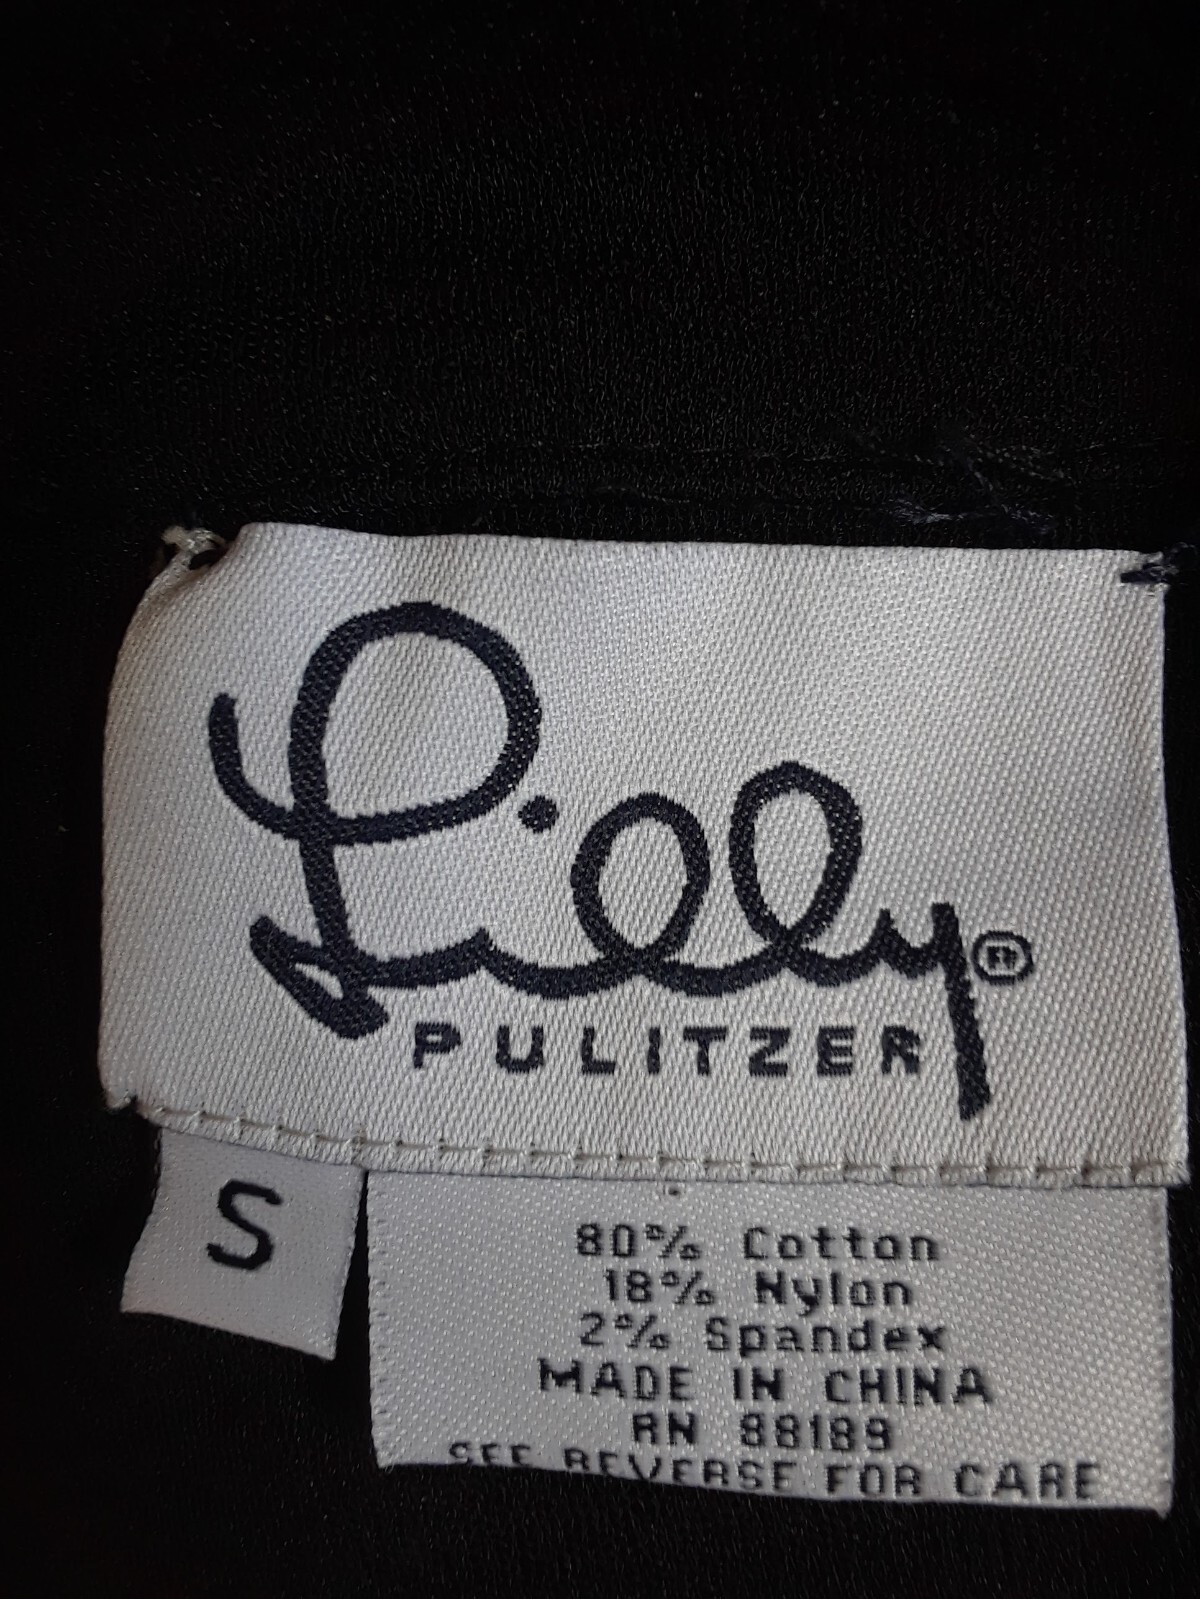 Lilly®
PULITZER
S
80% Cotton
18% Nylon
2% Spandex
MADE IN CHINA
RN 88189
SEE REVERSE FOR CARE